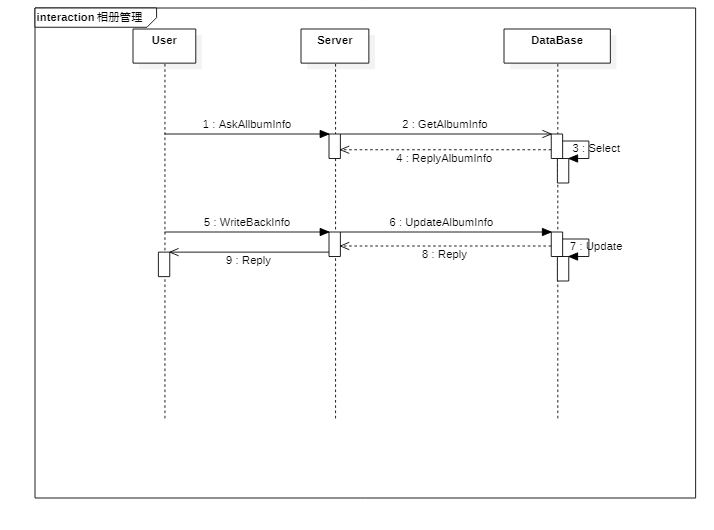 interaction 相册管理
User
Server
DataBase
1 : AskAllbumInfo
2 : GetAlbumInfo
3 : Select
4 : ReplyAlbumInfo
5 : WriteBackInfo
6 : UpdateAlbumInfo
7 : Update
8 : Reply
9 : Reply